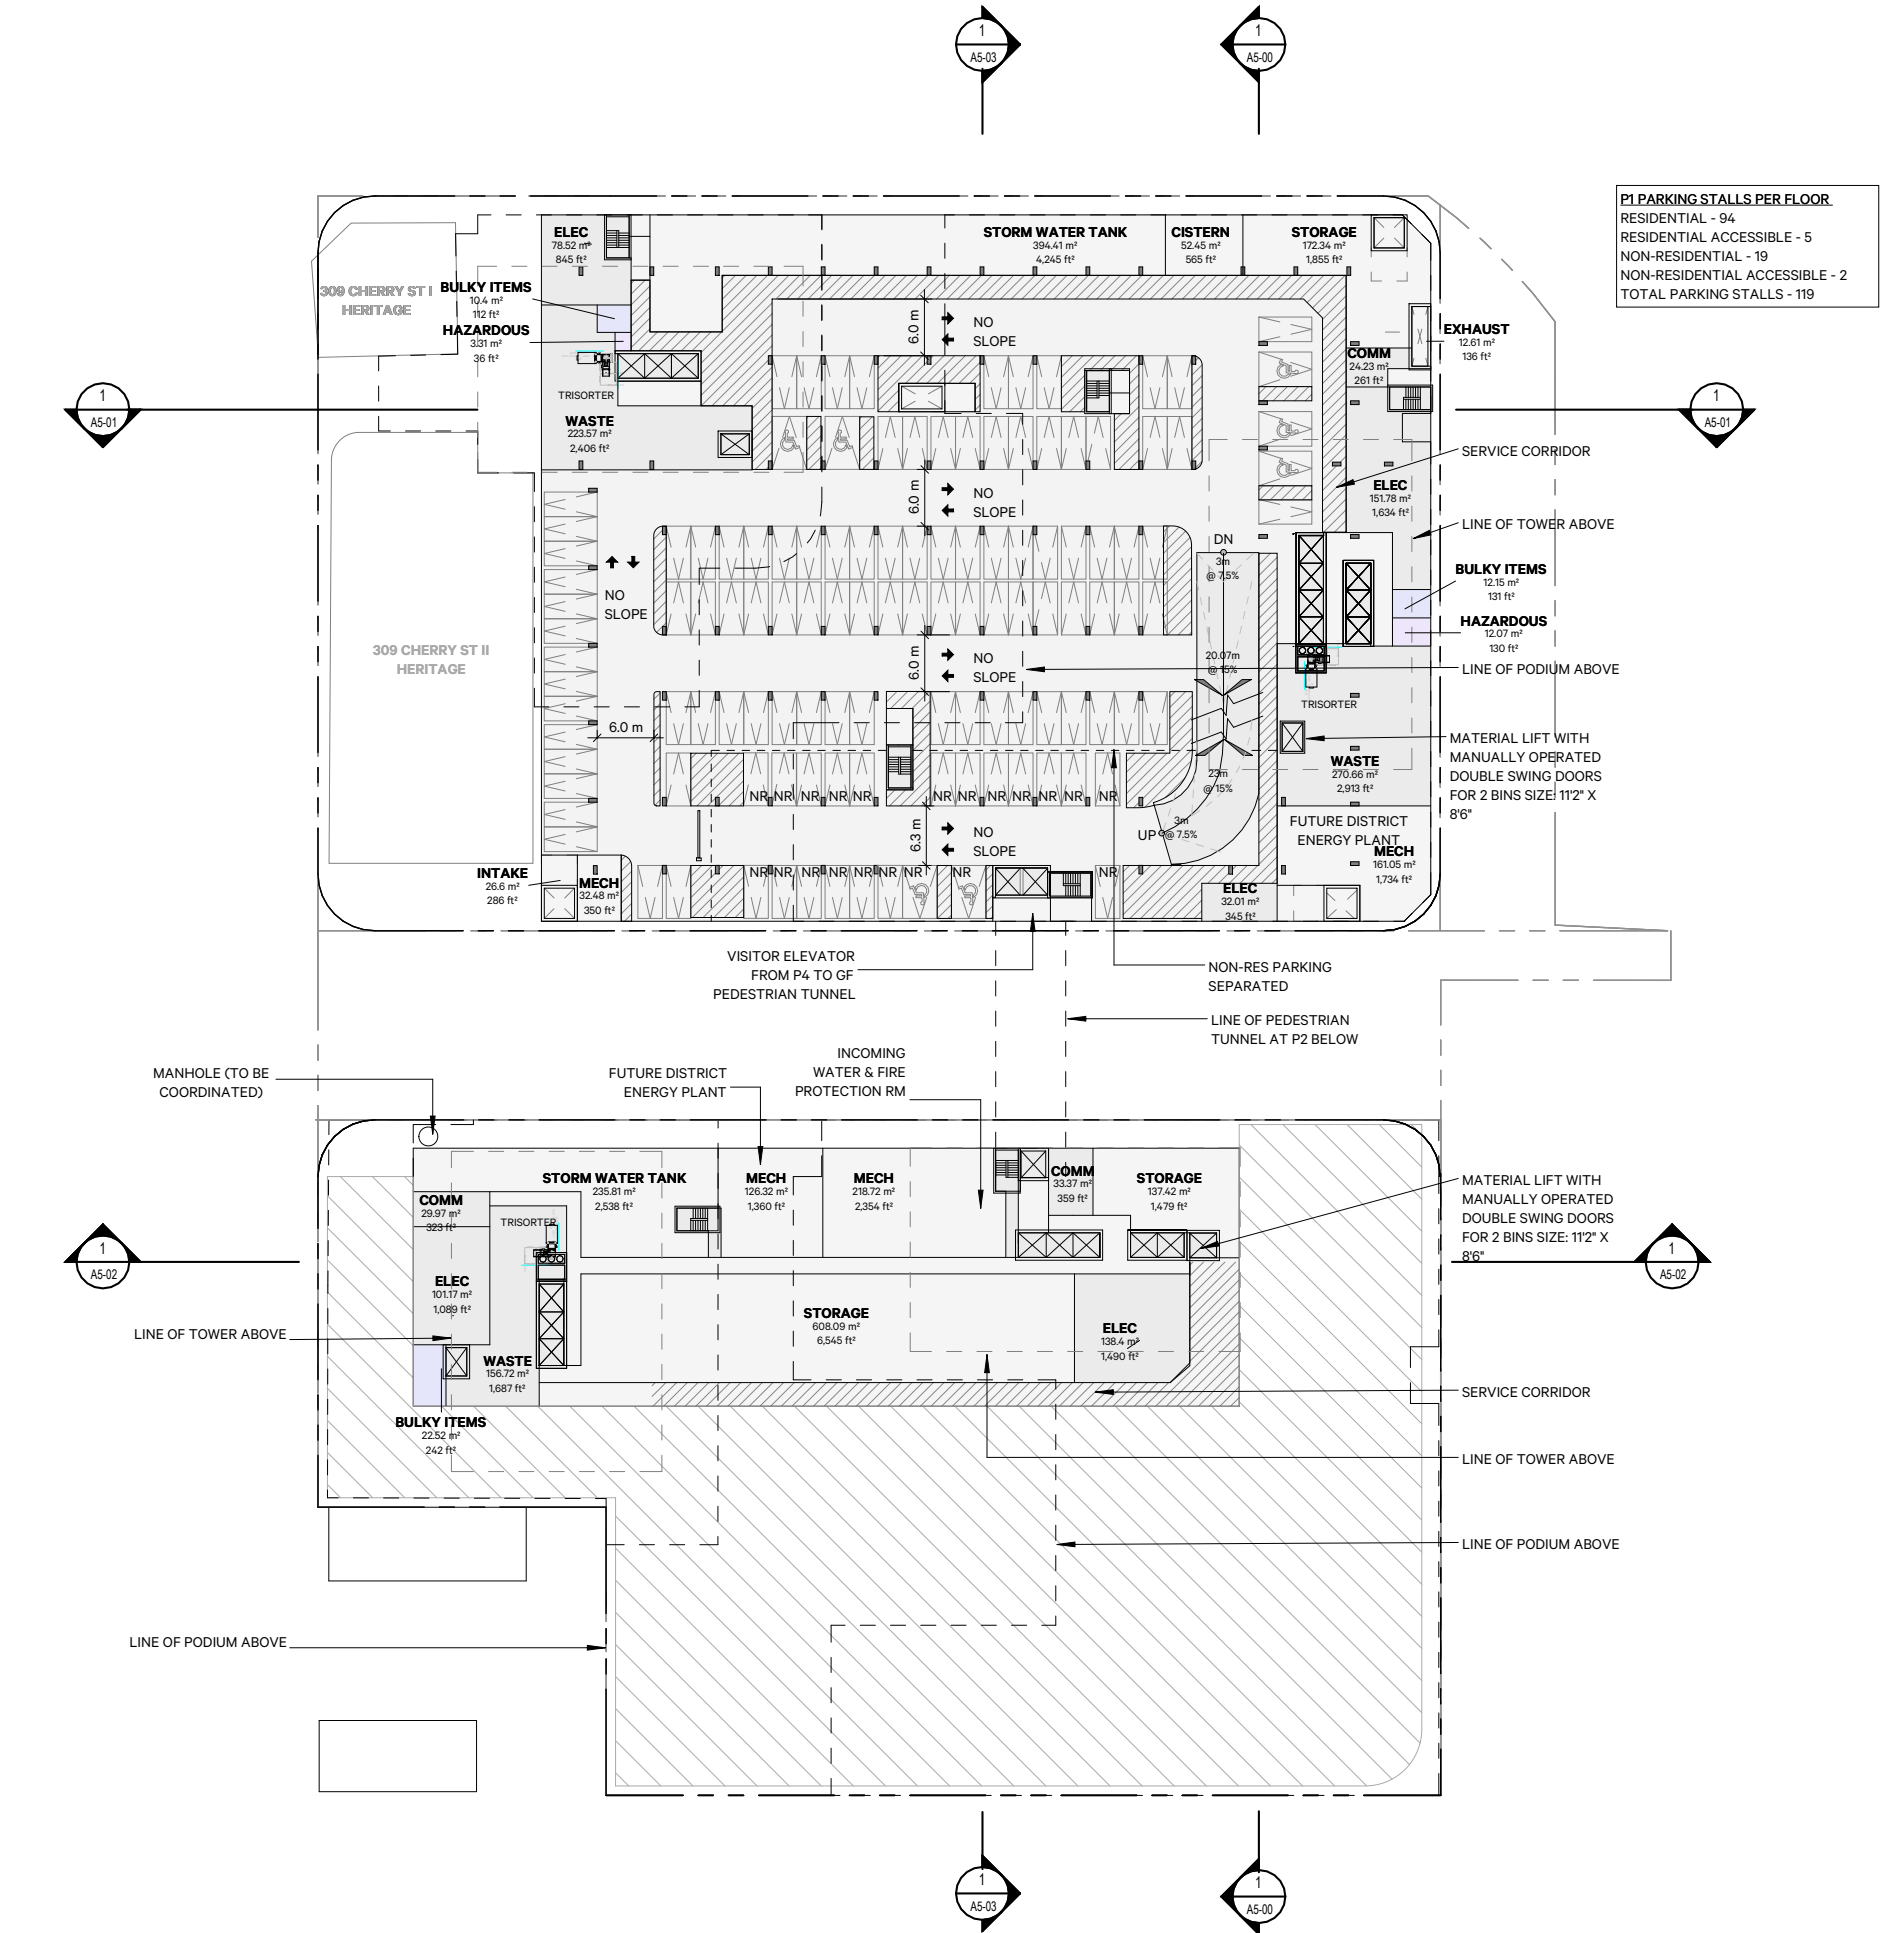 1
A5-03
1
A5-00
P1 PARKING STALLS PER FLOOR
RESIDENTIAL - 94
RESIDENTIAL ACCESSIBLE - 5
NON-RESIDENTIAL - 19
NON-RESIDENTIAL ACCESSIBLE - 2
TOTAL PARKING STALLS - 119
ELEC
78.52 m²
845 ft²
STORM WATER TANK
394.41 m²
4,245 ft²
CISTERN
52.45 m²
565 ft²
STORAGE
172.34 m²
1,855 ft²
309 CHERRY ST I
HERITAGE
BULKY ITEMS
10.4 m²
112 ft²
HAZARDOUS
3.31 m²
36 ft²
6.0 m
NO
SLOPE
EXHAUST
12.61 m²
136 ft²
COMM
24.23 m²
261 ft²
TRISORTER
1
A5-01
WASTE
223.57 m²
2,406 ft²
1
A5-01
SERVICE CORRIDOR
ELEC
151.78 m²
1,634 ft²
6.0 m
NO
SLOPE
LINE OF TOWER ABOVE
DN
3m
@ 7.5%
NO
SLOPE
BULKY ITEMS
12.15 m²
131 ft²
HAZARDOUS
12.07 m²
130 ft²
309 CHERRY ST II
HERITAGE
6.0 m
NO
SLOPE
20.07m
@ 15%
LINE OF PODIUM ABOVE
TRISORTER
6.0 m
MATERIAL LIFT WITH
MANUALLY OPERATED
DOUBLE SWING DOORS
FOR 2 BINS SIZE: 11'2" X
8'6"
WASTE
270.66 m²
2,913 ft²
23m
@ 15%
NR NR NR NR NR NR NR NR NR NR NR NR
6.3 m
NO
SLOPE
UP
3m
@ 7.5%
FUTURE DISTRICT
ENERGY PLANT
MECH
161.05 m²
1,734 ft²
INTAKE
26.6 m²
286 ft²
MECH
32.48 m²
350 ft²
NR NR NR NR NR NR NR NR NR
ELEC
32.01 m²
345 ft²
VISITOR ELEVATOR
FROM P4 TO GF
PEDESTRIAN TUNNEL
NON-RES PARKING
SEPARATED
LINE OF PEDESTRIAN
TUNNEL AT P2 BELOW
MANHOLE (TO BE
COORDINATED)
FUTURE DISTRICT
ENERGY PLANT
INCOMING
WATER & FIRE
PROTECTION RM
STORM WATER TANK
235.81 m²
2,538 ft²
MECH
126.32 m²
1,360 ft²
MECH
218.72 m²
2,354 ft²
COMM
33.37 m²
359 ft²
STORAGE
137.42 m²
1,479 ft²
MATERIAL LIFT WITH
MANUALLY OPERATED
DOUBLE SWING DOORS
FOR 2 BINS SIZE: 11'2" X
8'6"
COMM
29.97 m²
323 ft²
TRISORTER
1
A5-02
1
A5-02
ELEC
101.17 m²
1,089 ft²
STORAGE
608.09 m²
6,545 ft²
ELEC
138.4 m²
1,490 ft²
LINE OF TOWER ABOVE
WASTE
156.72 m²
1,687 ft²
SERVICE CORRIDOR
BULKY ITEMS
22.52 m²
242 ft²
LINE OF TOWER ABOVE
LINE OF PODIUM ABOVE
LINE OF PODIUM ABOVE
1
A5-03
1
A5-00